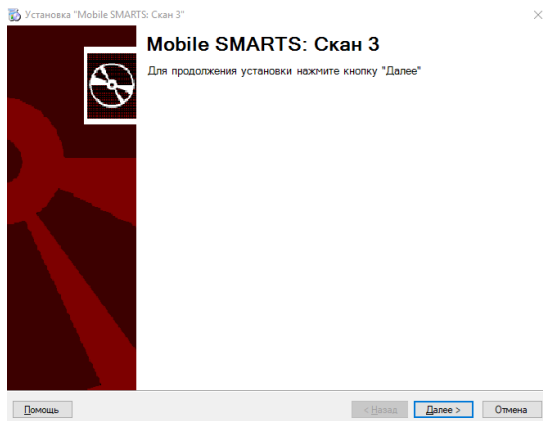 Установка "Mobile SMARTS: Скан 3"
Mobile SMARTS: Скан 3
Для продолжения установки нажмите кнопку "Далее"
Помощь
< Назад
Далее >
Отмена